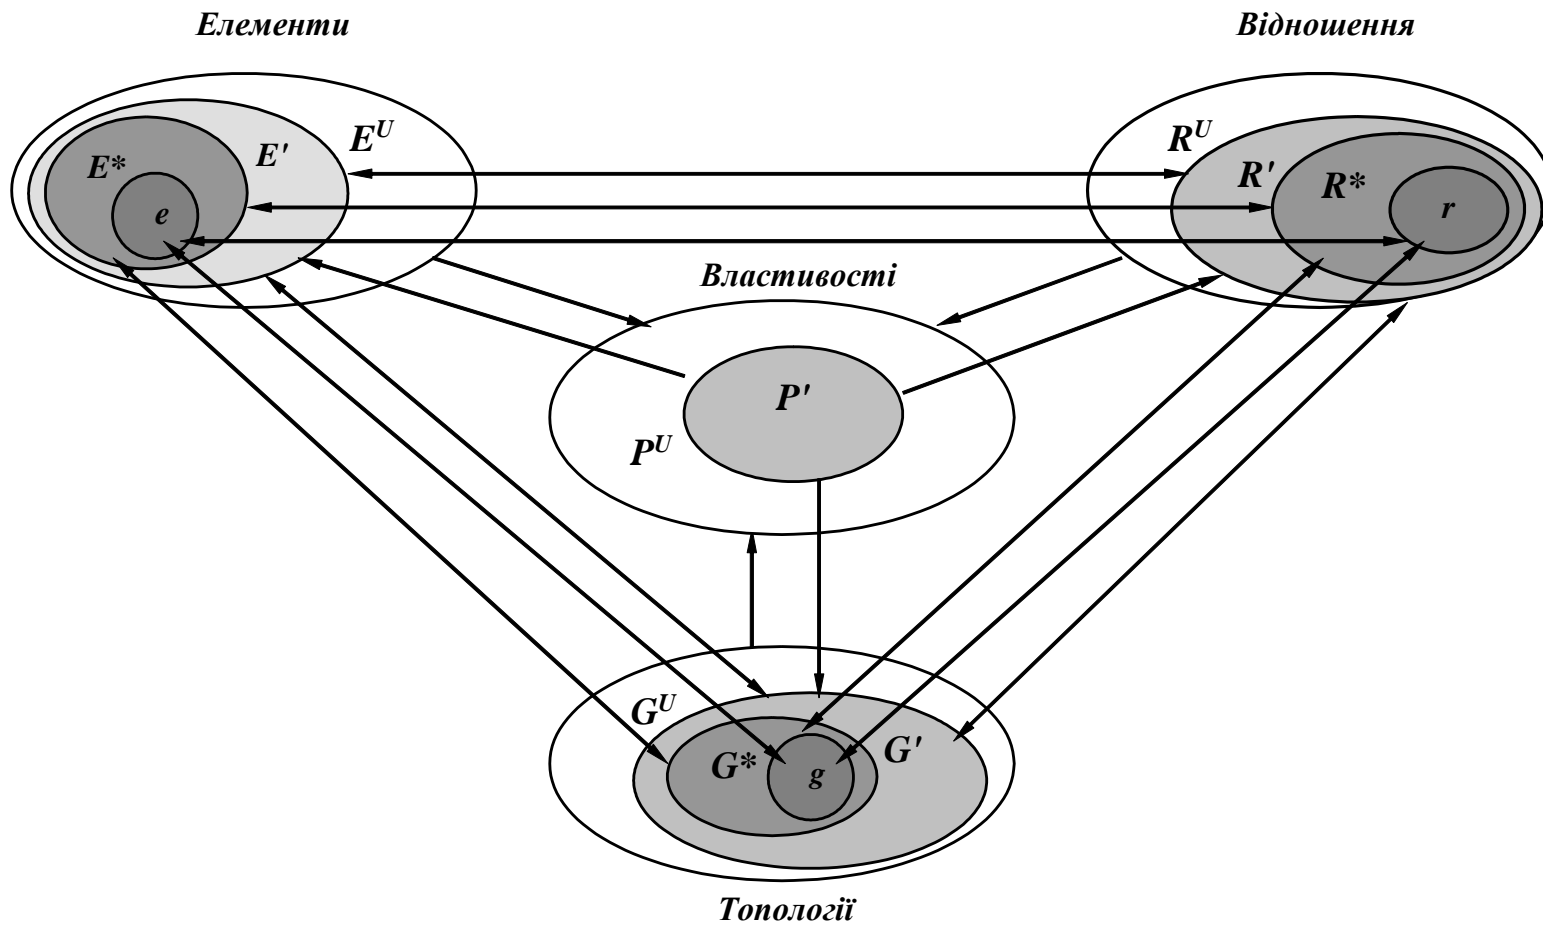 Елементи
Відношення
E^U
R^U
E*
E'
R'
R*
e
r
Властивості
P'
P^U
G^U
G*
G'
g
Топології